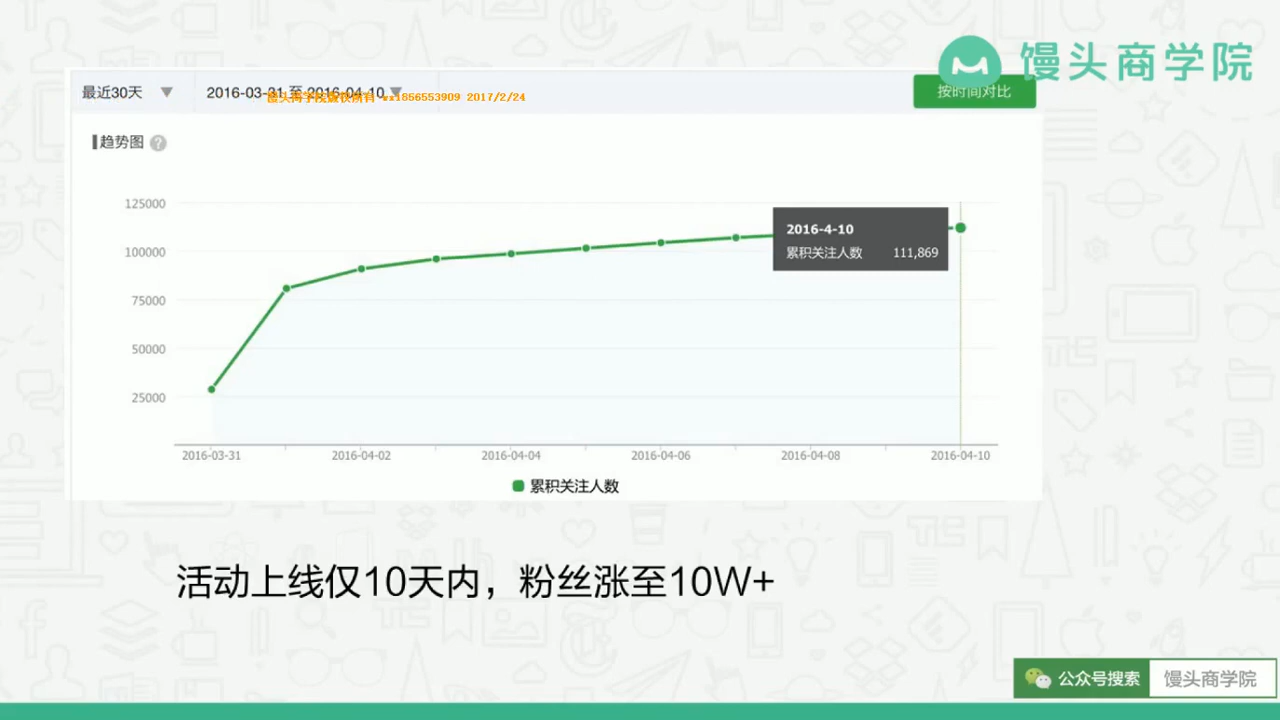 馒头商学院
最近30天
2016-03-31 至 2016-04-10
wx1856553909 2017/2/24
按时间对比
趋势图
?
125000
100000
75000
50000
25000
2016-4-10
累积关注人数 111,869
2016-03-31 2016-04-02 2016-04-04 2016-04-06 2016-04-08 2016-04-10
累积关注人数
活动上线仅10天内，粉丝涨至10W+
公众号搜索 馒头商学院